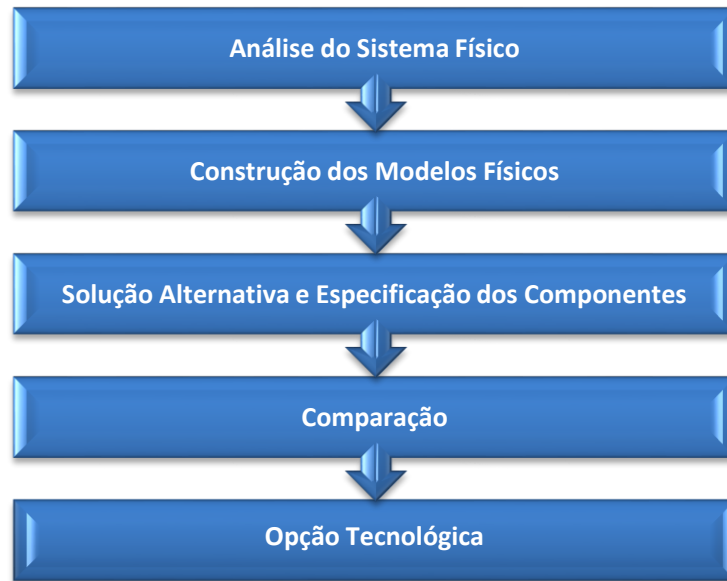 Análise do Sistema Físico
Construção dos Modelos Físicos
Solução Alternativa e Especificação dos Componentes
Comparação
Opção Tecnológica